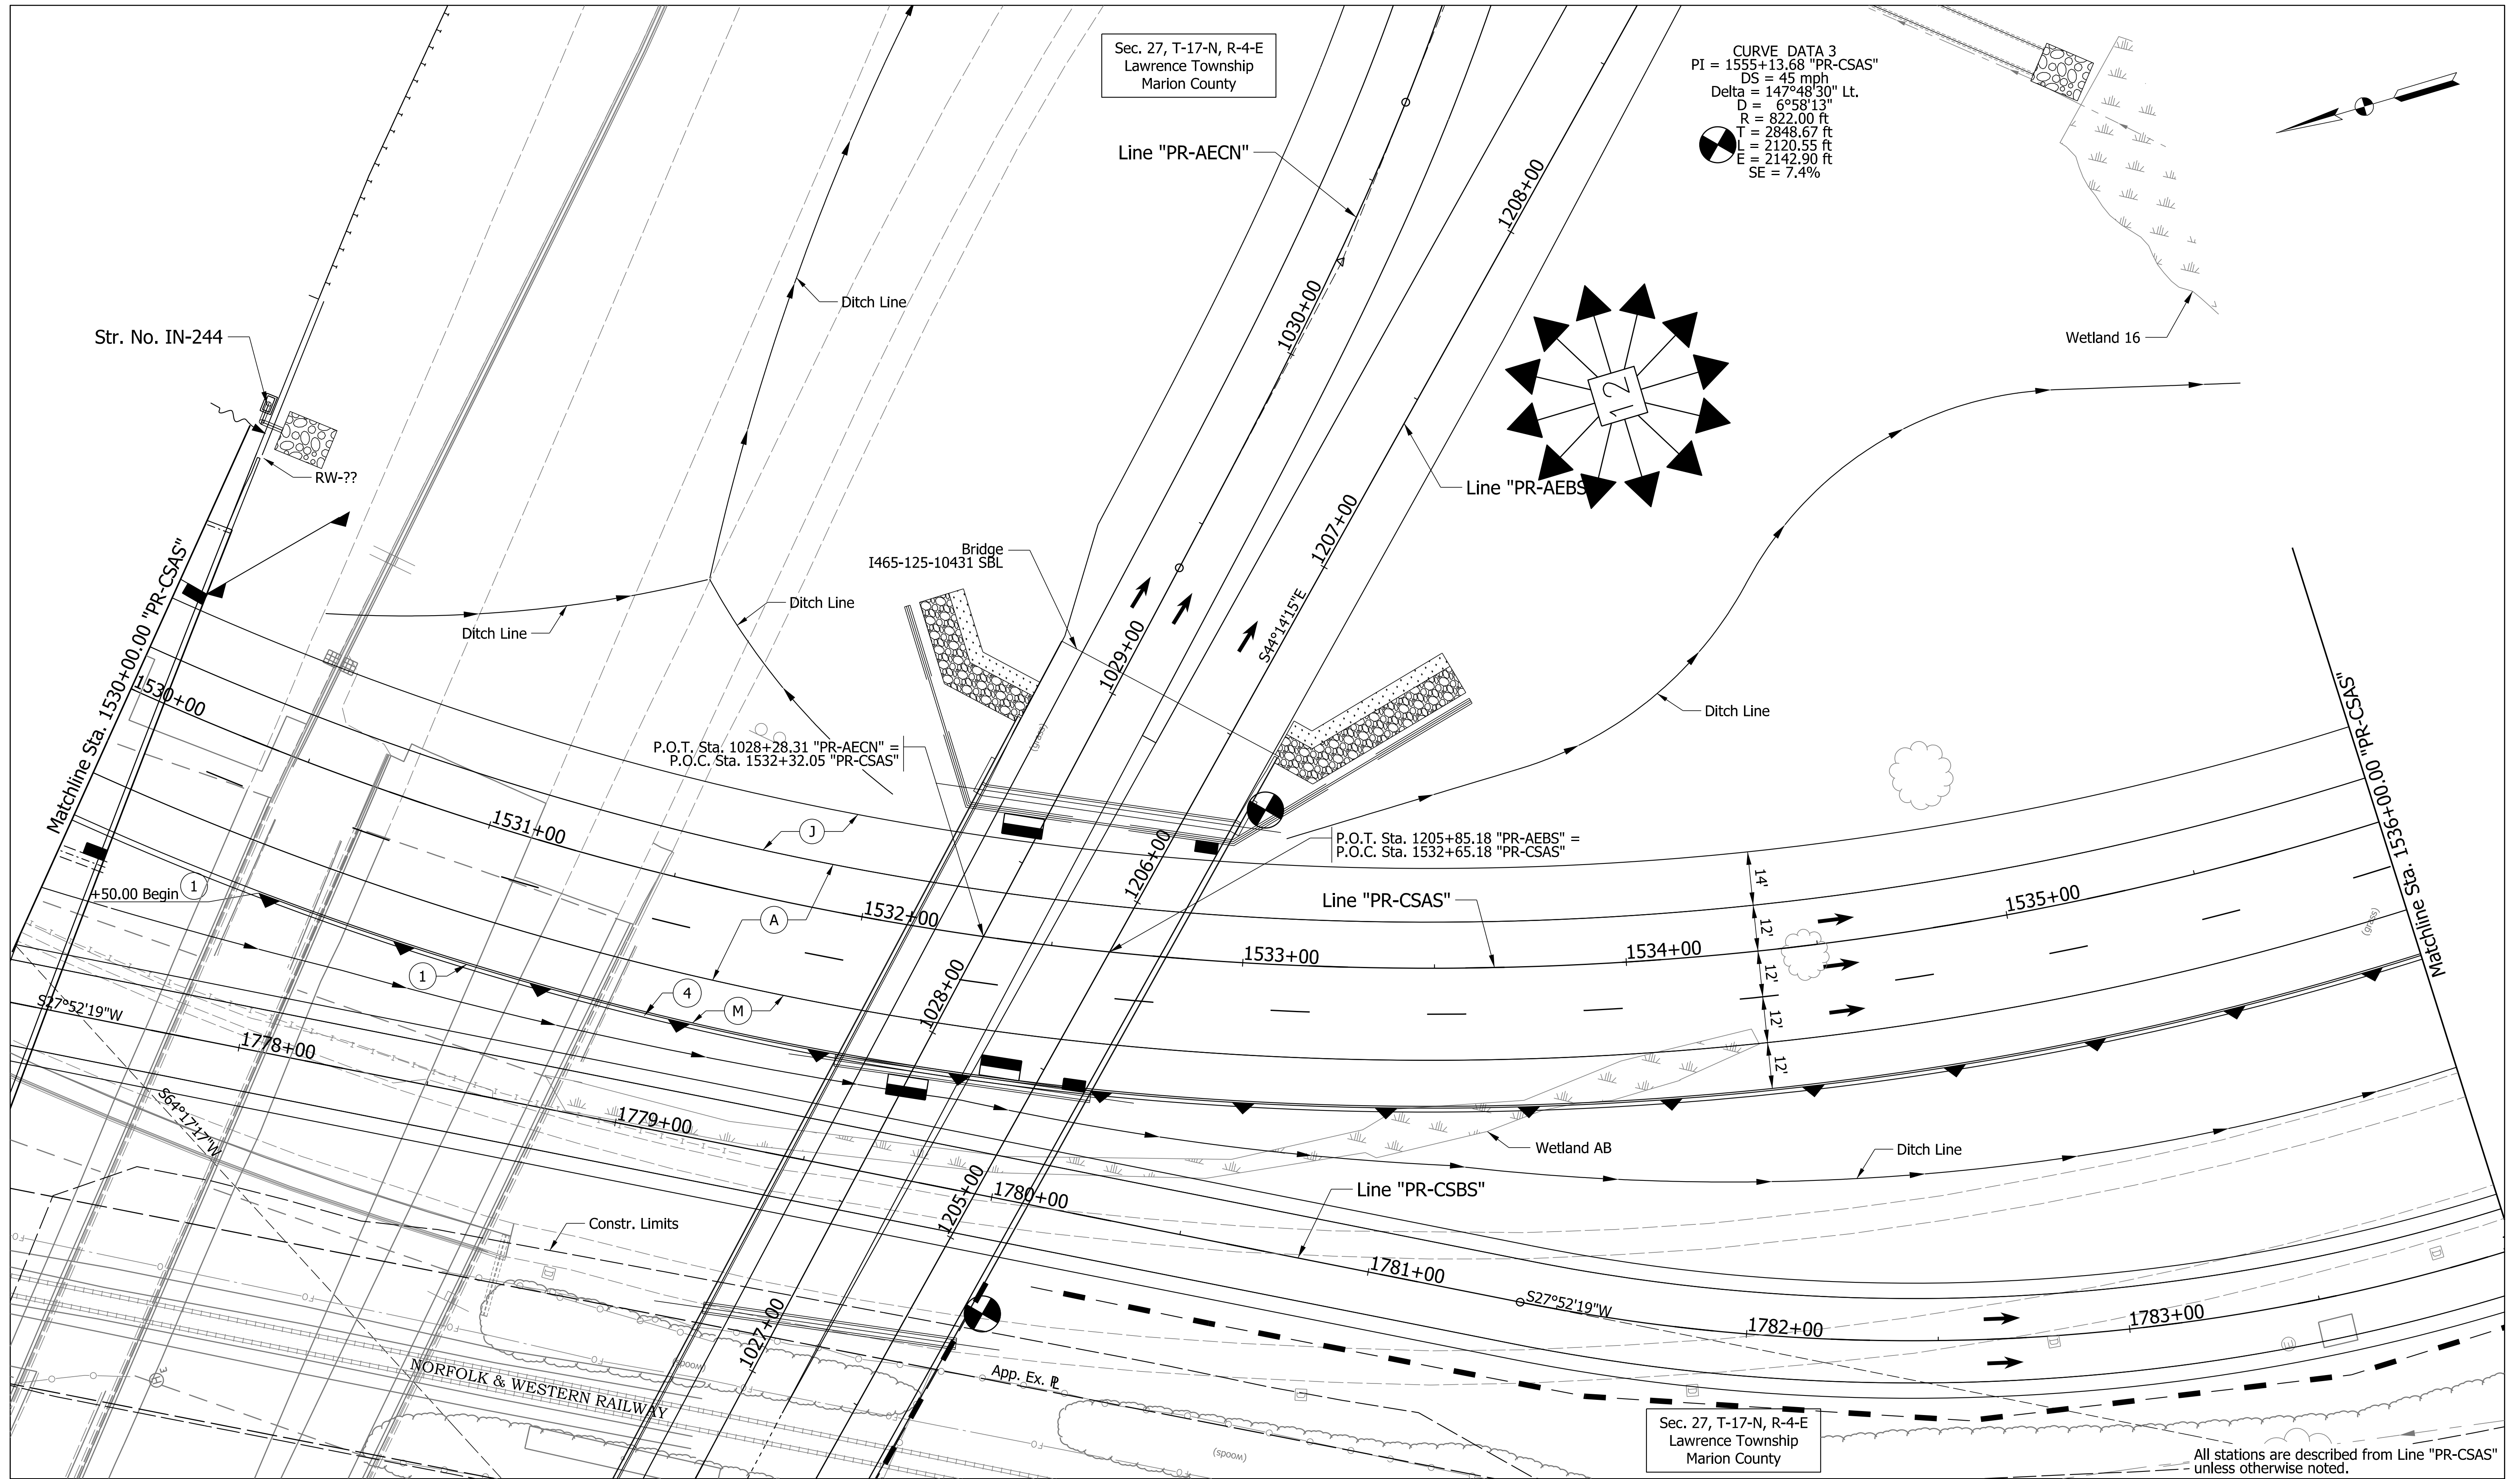 Sec. 27, T-17-N, R-4-E
Lawrence Township
Marion County
CURVE DATA 3
PI = 1555+13.68 "PR-CSAS"
DS = 45 mph
Delta = 147°48'30" Lt.
D = 6°58'13"
R = 822.00 ft
T = 2848.67 ft
L = 2120.55 ft
E = 2142.90 ft
SE = 7.4%
Line "PR-AECN"
1208+00
Ditch Line
1030+00
Str. No. IN-244
Wetland 16
12
RW-??
Line "PR-AEBS
1207+00
Bridge
I465-125-10431 SBL
Matchline Sta. 1530+00.00 "PR-CSAS"
Ditch Line
Ditch Line
1029+00
S44°14'15"E
1530+00
(grass)
Ditch Line
P.O.T. Sta. 1028+28.31 "PR-AECN" =
P.O.C. Sta. 1532+32.05 "PR-CSAS"
Matchline Sta. 1536+00.00 "PR-CSAS"
1531+00
J
P.O.T. Sta. 1205+85.18 "PR-AEBS" =
P.O.C. Sta. 1532+65.18 "PR-CSAS"
1206+00
+50.00 Begin
1
14'
Line "PR-CSAS"
1535+00
A
1532+00
12'
(grass)
1533+00
1534+00
1
12'
4
M
12'
S27°52'19"W
1028+00
1778+00
12'
S64°17'17"W
1779+00
Wetland AB
Ditch Line
1205+00
1780+00
Line "PR-CSBS"
Constr. Limits
1781+00
S27°52'19"W
1782+00
1783+00
1027+00
NORFOLK & WESTERN RAILWAY
(woods)
App. Ex. PL
(woods)
Sec. 27, T-17-N, R-4-E
Lawrence Township
Marion County
All stations are described from Line "PR-CSAS"
unless otherwise noted.